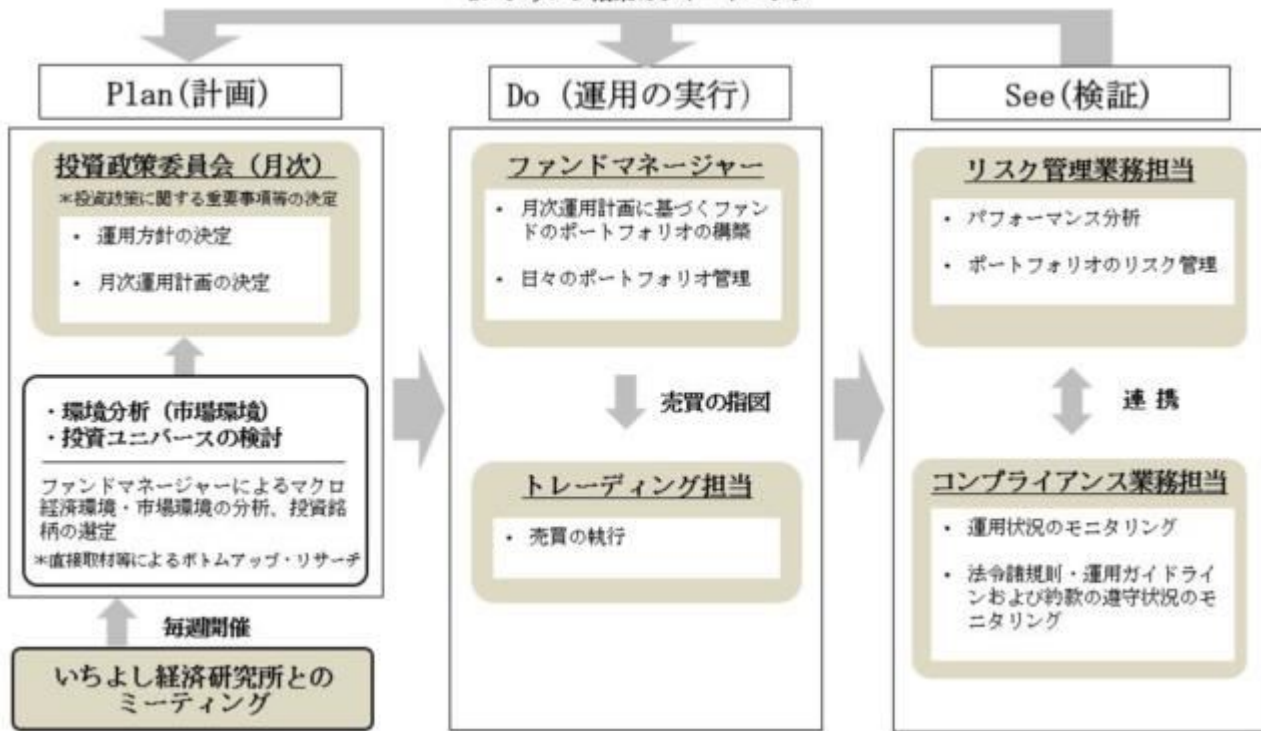 Plan(計画)
投資政策委員会(月次)
*投資政策に関する重要事項等の決定
・ 運用方針の決定
・ 月次運用計画の決定
・環境分析(市場環境)
・投資ユニバースの検討
ファンドマネージャーによるマクロ
経済環境・市場環境の分析、投資銘
柄の選定
*直接取材等によるボトムアップ・リサーチ
毎週開催
いちよし経済研究所との
ミーティング
Do (運用の実行)
ファンドマネージャー
・ 月次運用計画に基づくファン
ドのポートフォリオの構築
・ 日々のポートフォリオ管理
売買の指図
トレーディング担当
・ 売買の執行
See(検証)
リスク管理業務担当
・ パフォーマンス分析
・ ポートフォリオのリスク管理
連 携
コンプライアンス業務担当
・ 運用状況のモニタリング
・ 法令諸規則・運用ガイドライ
ンおよび約款の遵守状況のモ
ニタリング